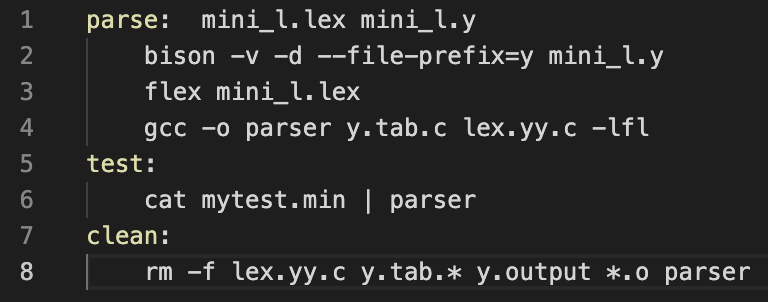 1 parse:  mini_l.lex mini_l.y
2     bison -v -d --file-prefix=y mini_l.y
3     flex mini_l.lex
4     gcc -o parser y.tab.c lex.yy.c -lfl
5 test:
6     cat mytest.min | parser
7 clean:
8     rm -f lex.yy.c y.tab.* y.output *.o parser